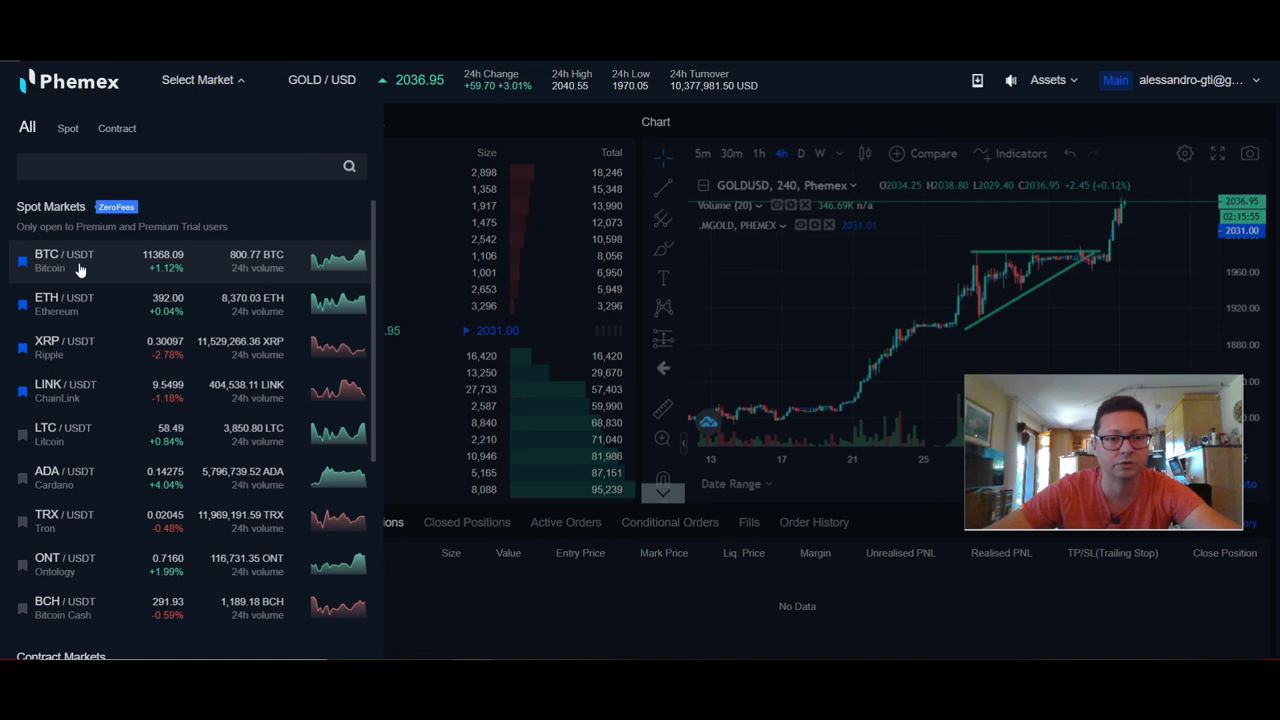 Phemex
Select Market
GOLD / USD
2036.95
24h Change
+59.70 +3.01%
24h High
2040.55
24h Low
1970.05
24h Turnover
10,377,981.50 USD
Assets
Main
alessandro-gti@g...
All
Spot
Contract
Spot Markets
ZeroFees
Only open to Premium and Premium Trial users
BTC / USDT 11368.09 800.77 BTC
Bitcoin +1.12% 24h volume
ETH / USDT 392.00 8,370.03 ETH
Ethereum +0.04% 24h volume
XRP / USDT 0.30097 11,529,266.36 XRP
Ripple -2.78% 24h volume
LINK / USDT 9.5499 404,538.11 LINK
ChainLink -1.18% 24h volume
LTC / USDT 58.49 3,850.80 LTC
Litcoin +0.84% 24h volume
ADA / USDT 0.14275 5,796,739.52 ADA
Cardano +4.04% 24h volume
TRX / USDT 0.02045 11,969,191.59 TRX
Tron -0.48% 24h volume
ONT / USDT 0.7160 116,731.35 ONT
Ontology +1.99% 24h volume
BCH / USDT 291.93 1,189.18 BCH
Bitcoin Cash -0.59% 24h volume
Contract Markets
Size Total
2,898 18,246
1,358 15,348
1,917 13,990
1,475 12,073
2,542 10,598
1,106 8,056
1,001 6,950
2,653 5,949
3,296 3,296
95 2031.00
16,420 16,420
13,250 29,670
27,733 57,403
2,587 59,990
8,840 68,830
2,210 71,040
10,946 81,986
5,165 87,151
8,088 95,239
Chart
5m 30m 1h 4h D W
Compare
Indicators
GOLDUSD, 240, Phemex
O2034.25 H2038.80 L2029.40 C2036.95 +2.45 (+0.12%)
Volume (20) 346.69K n/a
.MGOLD, PHEMEX 2031.01
2036.95
02:15:55
2031.00
1960.00
1920.00
1880.00
13 17 21 25
Date Range
uto
ions
Closed Positions
Active Orders
Conditional Orders
Fills
Order History
ory
Size
Value
Entry Price
Mark Price
Liq. Price
Margin
Unrealised PNL
Realised PNL
TP/SL(Trailing Stop)
Close Position
No Data